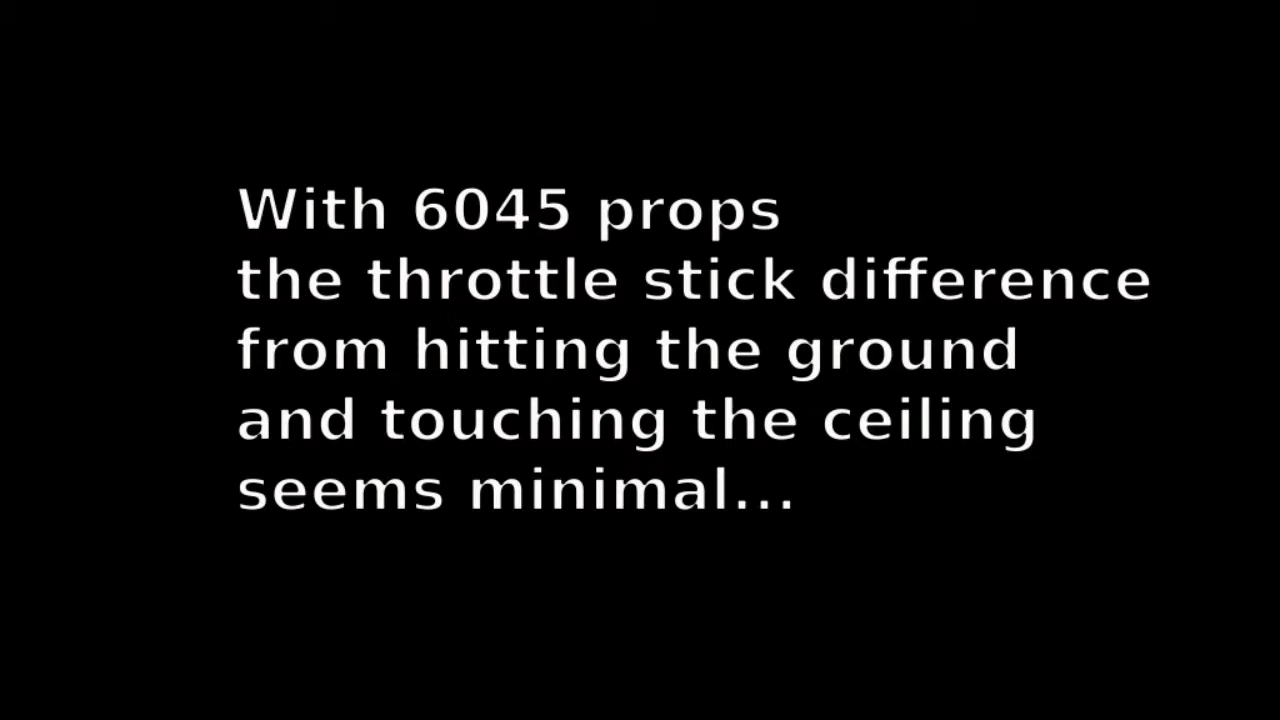 With 6045 props
the throttle stick difference
from hitting the ground
and touching the ceiling
seems minimal...